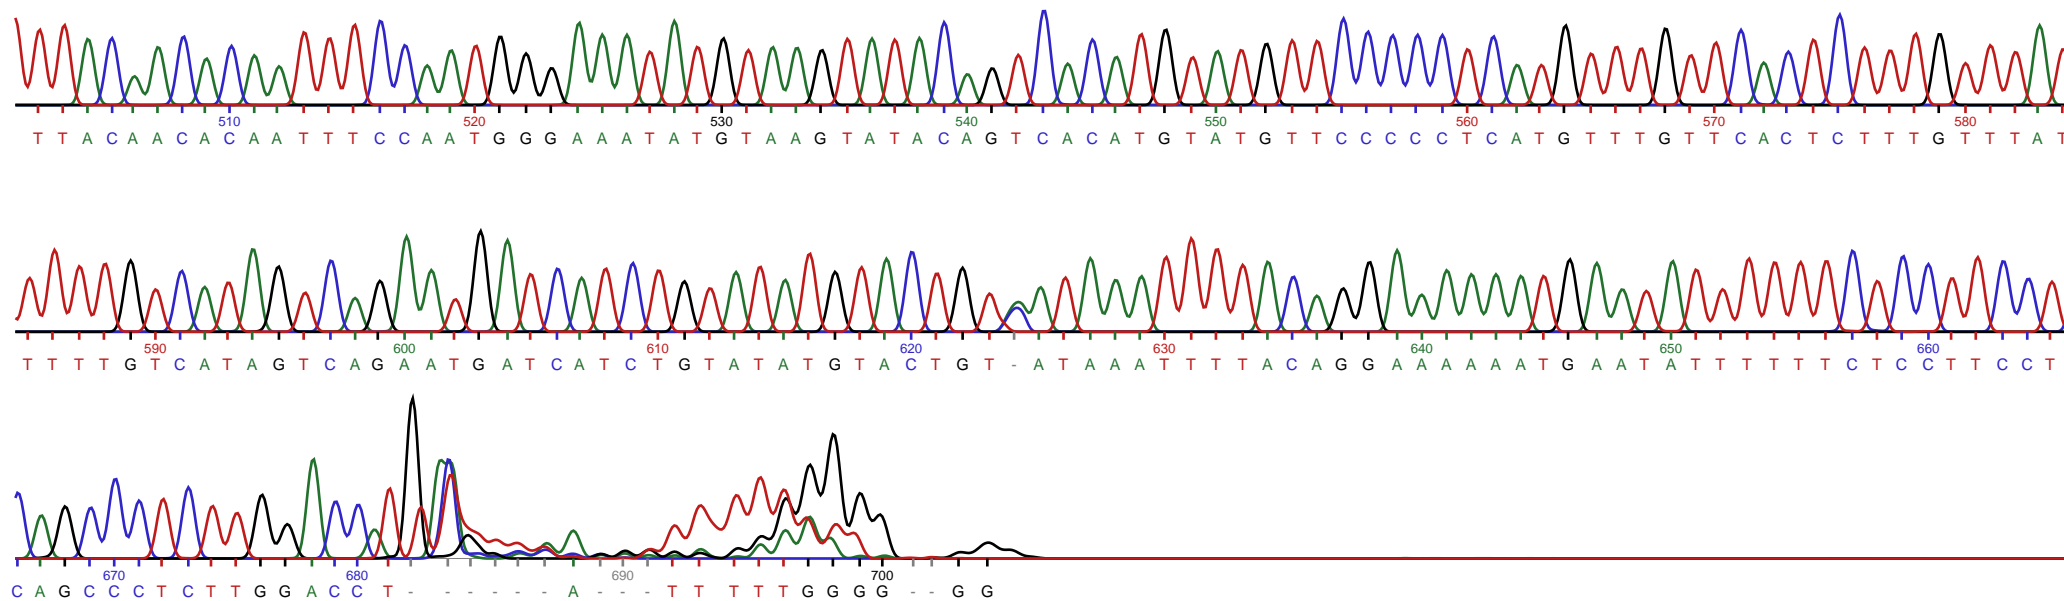 510 520 530 540 550 560 570 580
T T A C A A C A C A A T T T C C A A T G G G A A A T A T G T A A G T A T A C A G T C A C A T G T A T G T T C C C C C T C A T G T T T G T T C A C T C T T T G T T T A T
590 600 610 620 630 640 650 660
T T T T G T C A T A G T C A G A A T G A T C A T C T G T A T A T G T A C T G T - A T A A A T T T T A C A G G A A A A A A T G A A T A T T T T T T C T C C T T C C T
670 680 690 700
C A G C C C T C T T G G A C C T - - - - - - A - - - - T T T T T G G G G - - G G